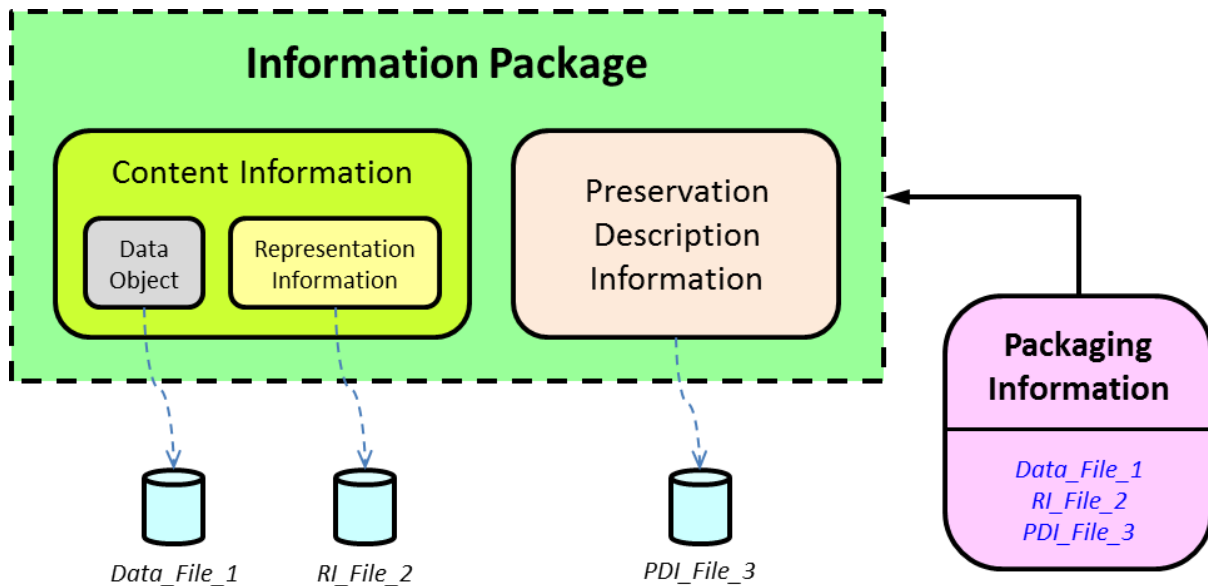 Information Package
Content Information
Data
Object
Representation
Information
Preservation
Description
Information
Packaging
Information
Data_File_1
RI_File_2
PDI_File_3
Data_File_1
RI_File_2
PDI_File_3